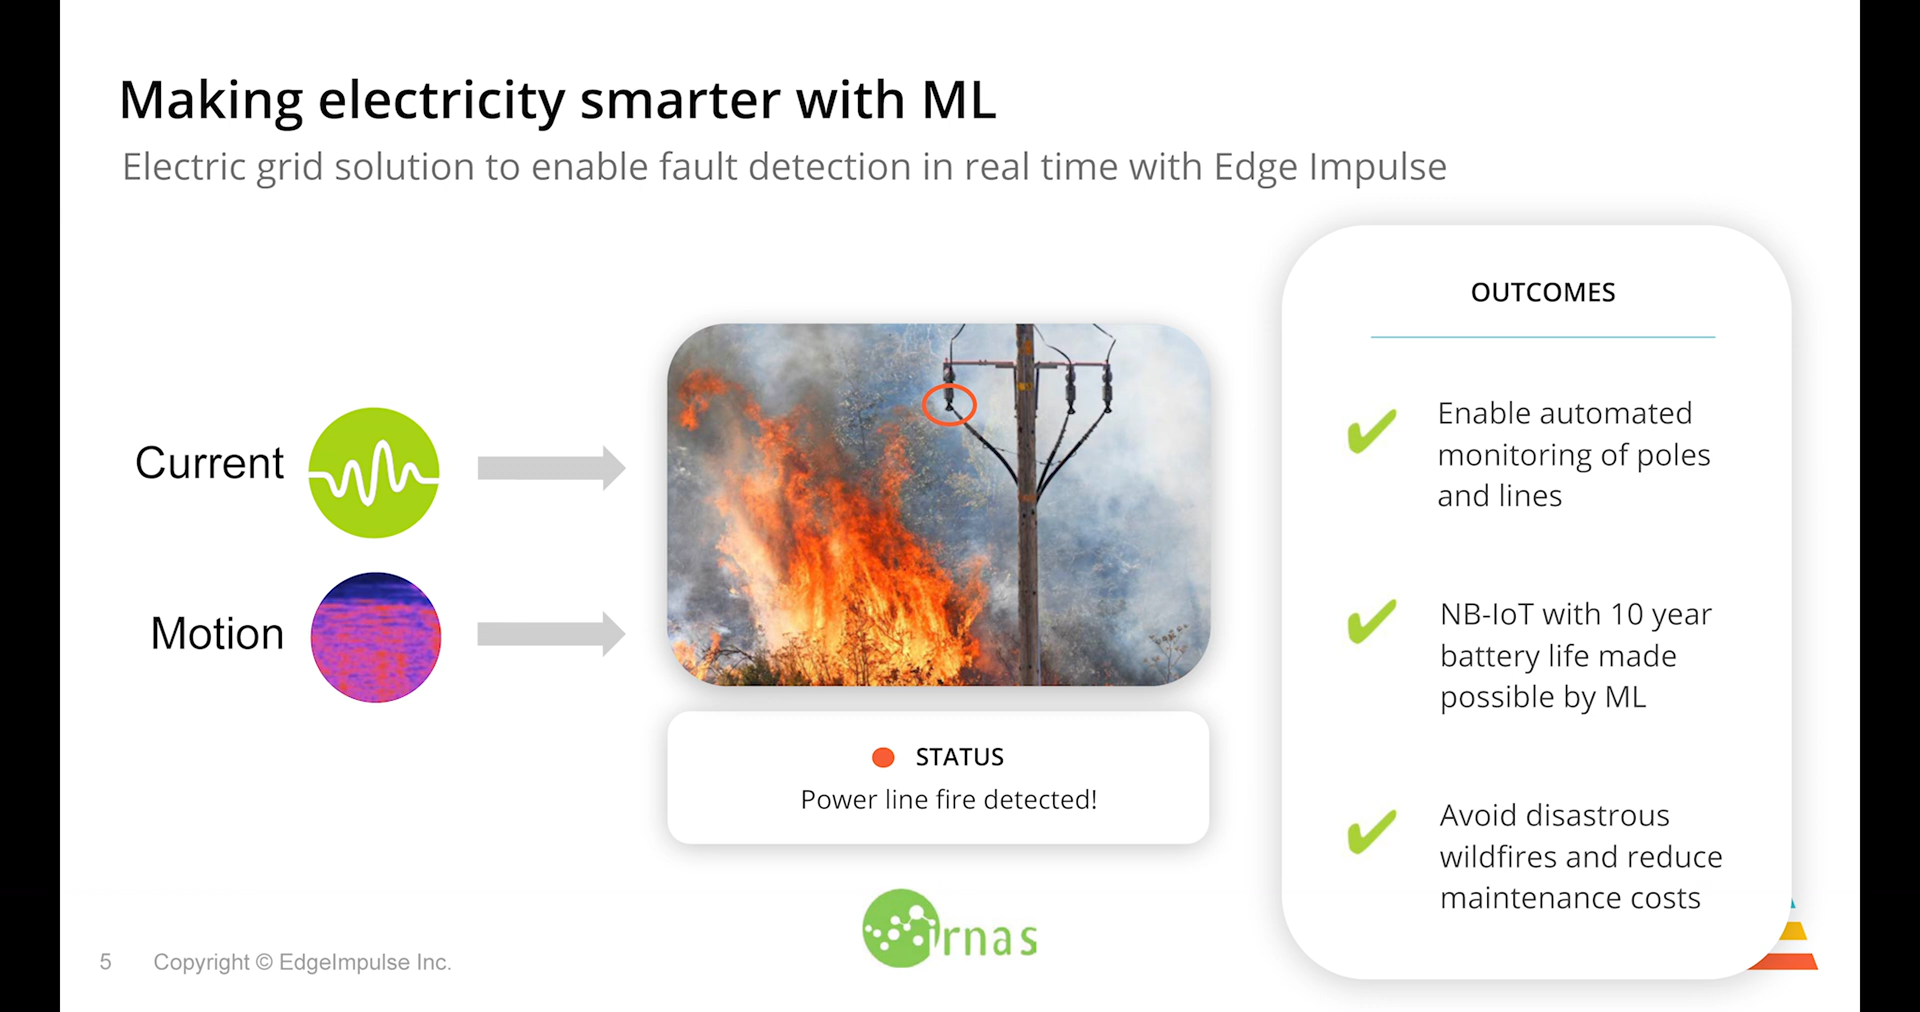 Making electricity smarter with ML
Electric grid solution to enable fault detection in real time with Edge Impulse
Current
Motion
STATUS
Power line fire detected!
OUTCOMES
Enable automated
monitoring of poles
and lines
NB-IoT with 10 year
battery life made
possible by ML
Avoid disastrous
wildfires and reduce
maintenance costs
irnas
5
Copyright © EdgeImpulse Inc.